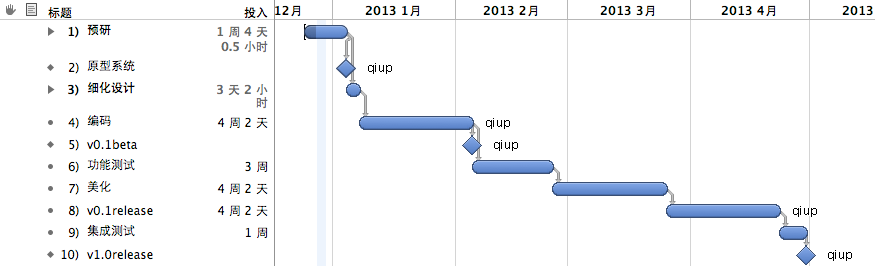 标题 投入 12月 2013 1月 2013 2月 2013 3月 2013 4月 2013
1) 预研 1 周 4 天
0.5 小时
2) 原型系统 qiup
3) 细化设计 3 天 2 小
时
4) 编码 4 周 2 天 qiup
5) v0.1beta qiup
6) 功能测试 3 周
7) 美化 4 周 2 天
8) v0.1release 4 周 2 天 qiup
9) 集成测试 1 周
10) v1.0release qiup